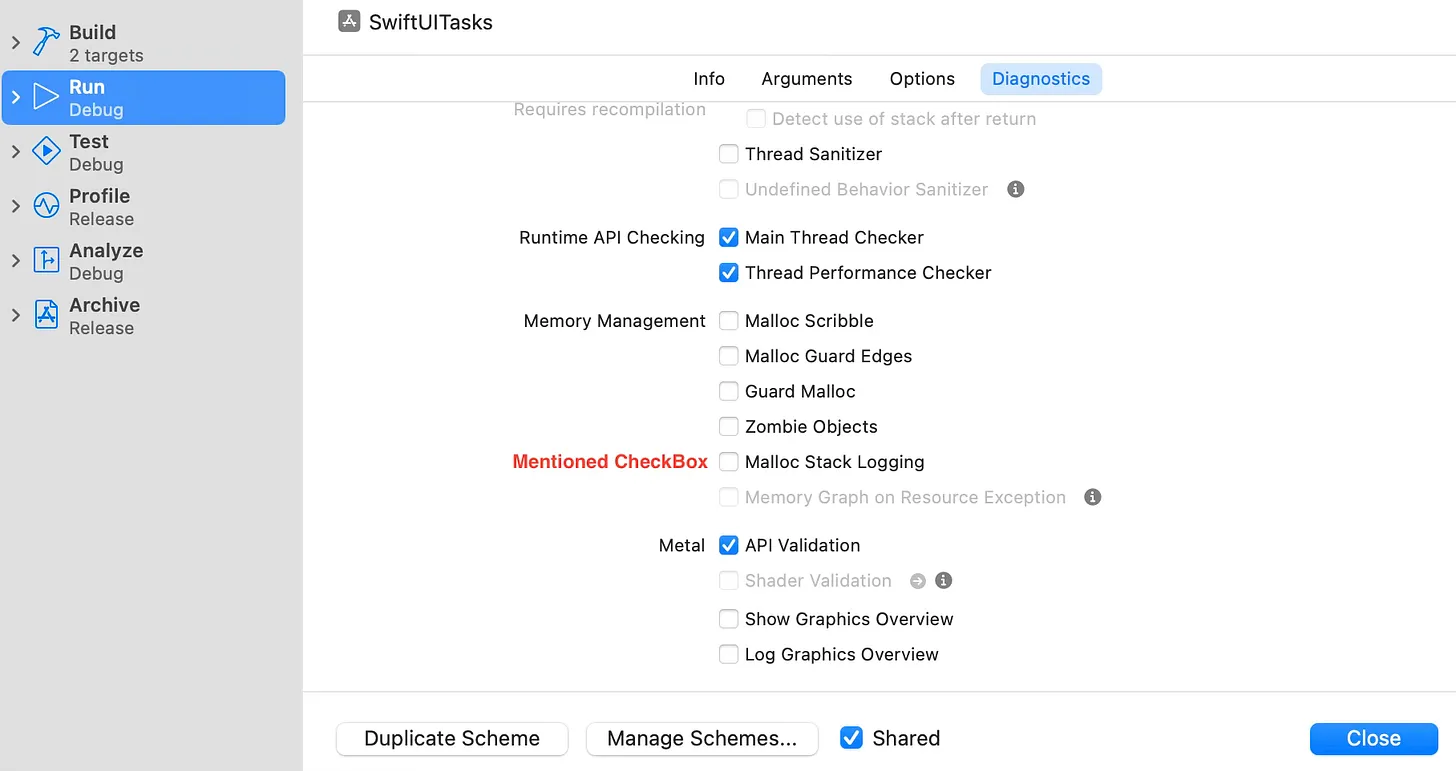 Build
2 targets
Run
Debug
Test
Debug
Profile
Release
Analyze
Debug
Archive
Release
SwiftUITasks
Info Arguments Options Diagnostics
Requires recompilation
Detect use of stack after return
Thread Sanitizer
Undefined Behavior Sanitizer
Runtime API Checking Main Thread Checker
Thread Performance Checker
Memory Management Malloc Scribble
Malloc Guard Edges
Guard Malloc
Zombie Objects
Mentioned CheckBox Malloc Stack Logging
Memory Graph on Resource Exception
Metal API Validation
Shader Validation
Show Graphics Overview
Log Graphics Overview
Duplicate Scheme Manage Schemes... Shared Close